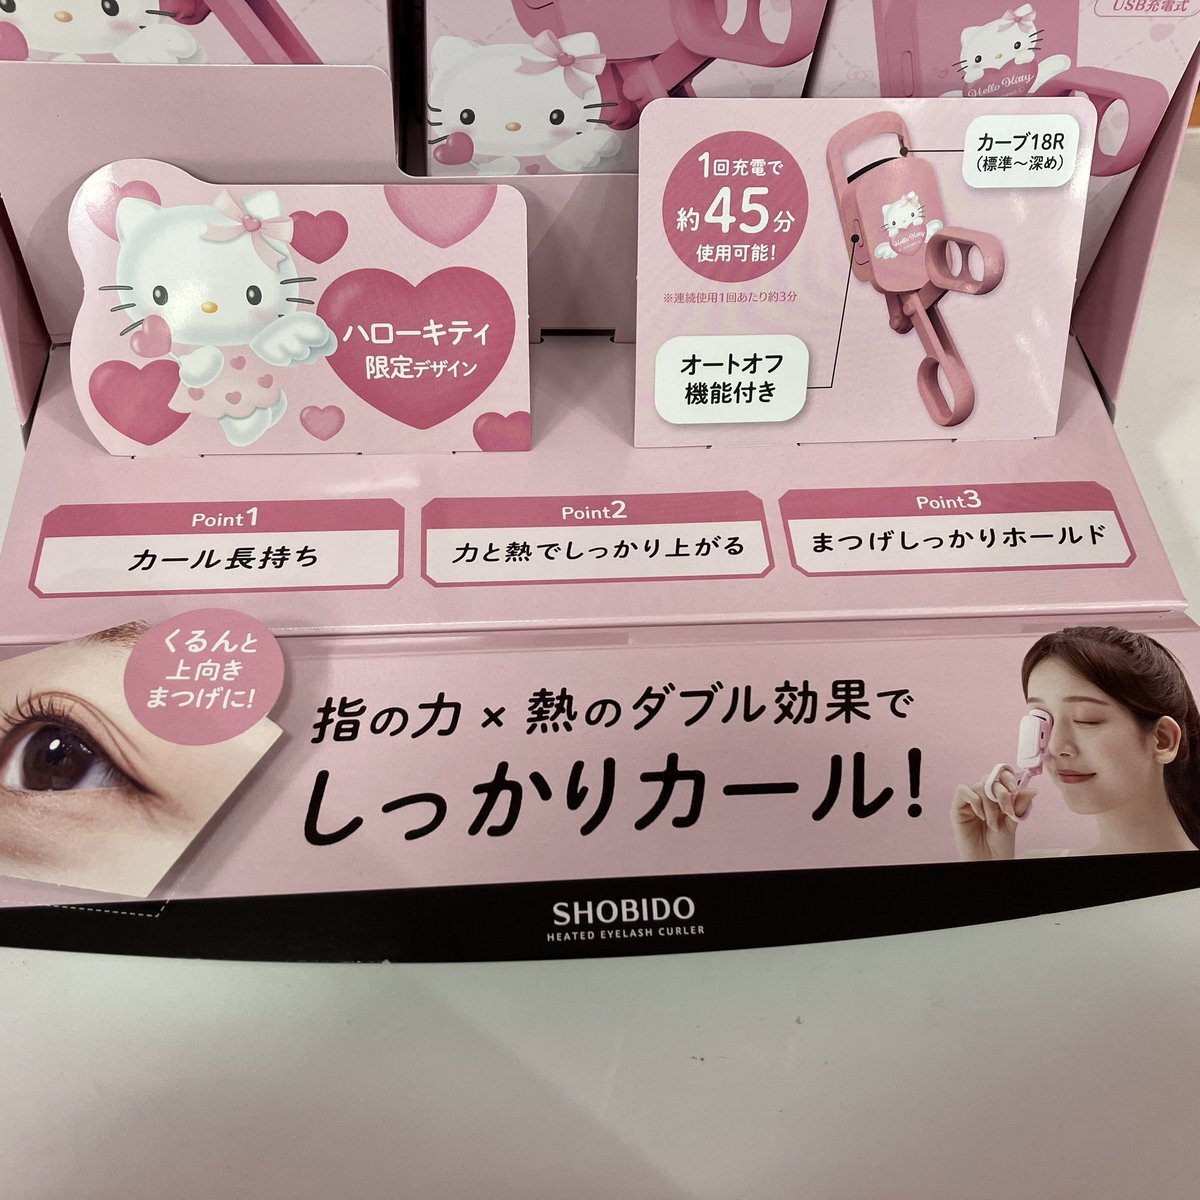 USB充電式
Hello Kitty
ハローキティ
限定デザイン
1回充電で
約45分
使用可能!
※連続使用1回あたり約3分
カーブ18R
(標準〜深め)
Hello Kitty
オートオフ
機能付き
Point1
カール長持ち
Point2
力と熱でしっかり上がる
Point3
まつげしっかりホールド
くるんと
上向き
まつげに!
指の力×熱のダブル効果で
しっかりカール!
SHOBIDO
HEATED EYELASH CURLER